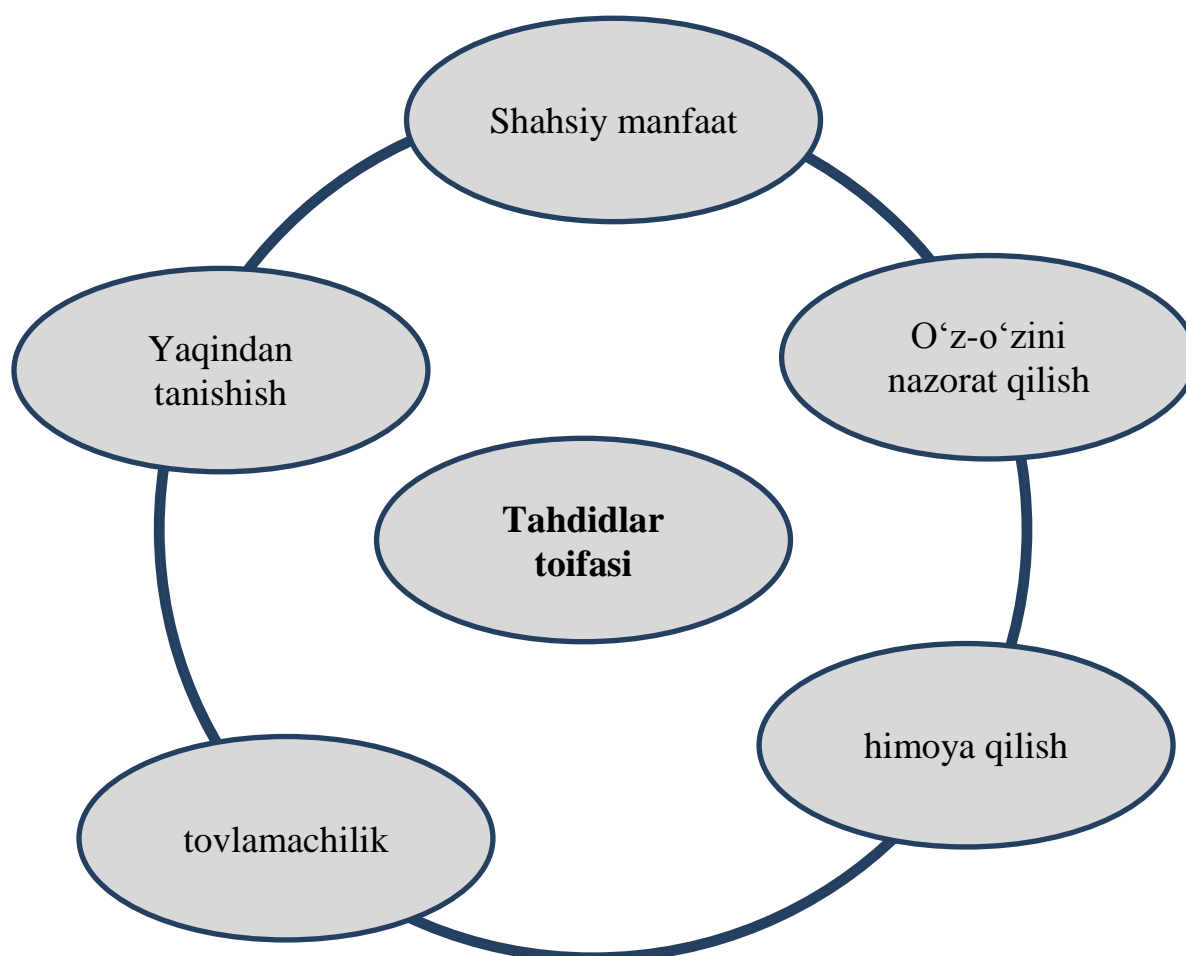 Shahsiy manfaat
O‘z-o‘zini
nazorat qilish
Yaqindan
tanishish
Tahdidlar
toifasi
himoya qilish
tovlamachilik